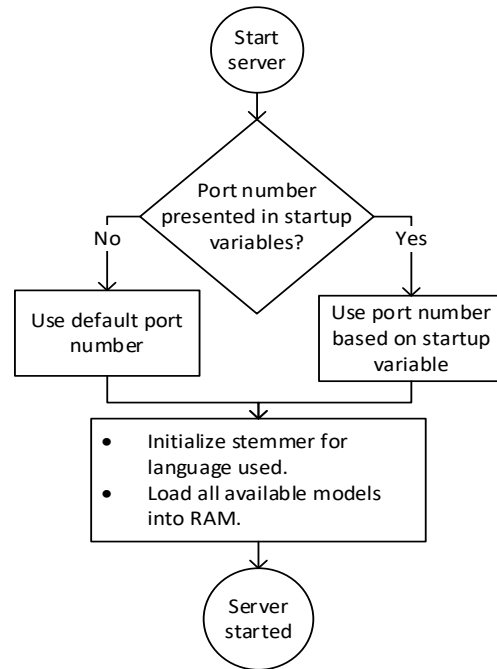 Start
server
Port number
presented in startup
variables?
No
Yes
Use default port
number
Use port number
based on startup
variable
• Initialize stemmer for
language used.
• Load all available models
into RAM.
Server
started